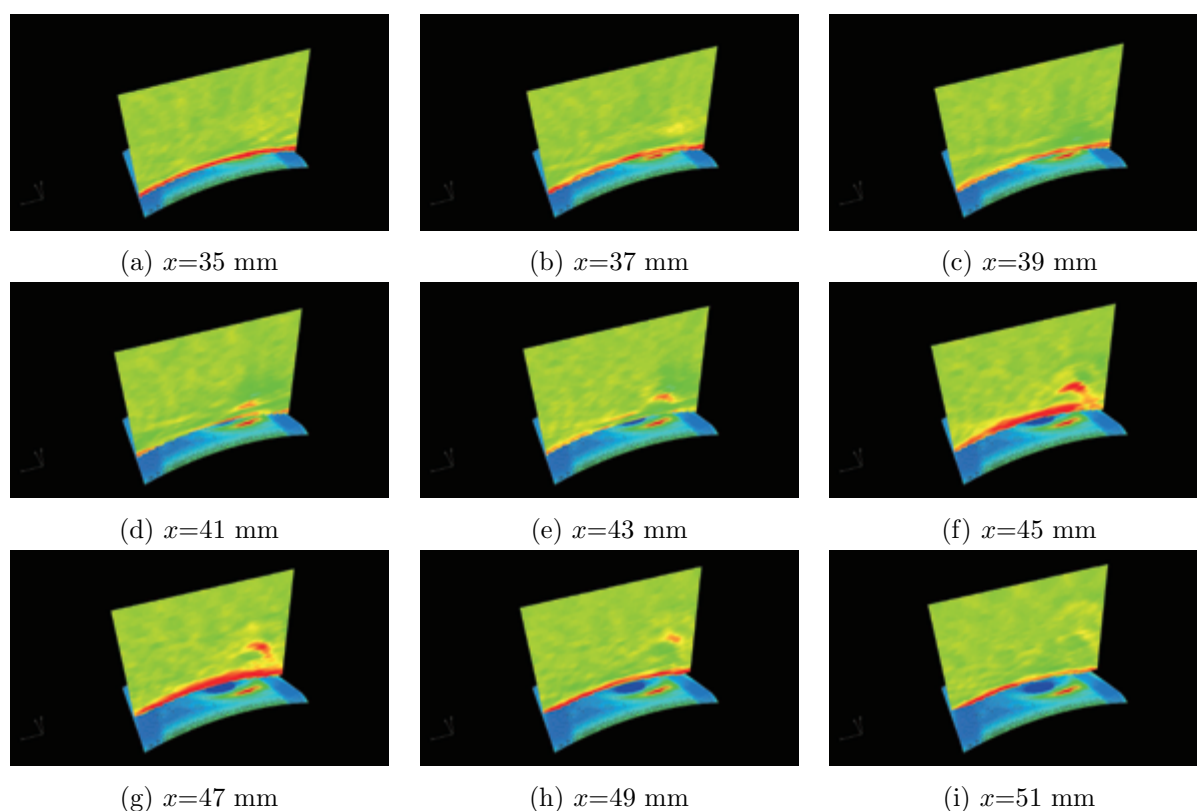 (a) x=35 mm
(b) x=37 mm
(c) x=39 mm
(d) x=41 mm
(e) x=43 mm
(f) x=45 mm
(g) x=47 mm
(h) x=49 mm
(i) x=51 mm